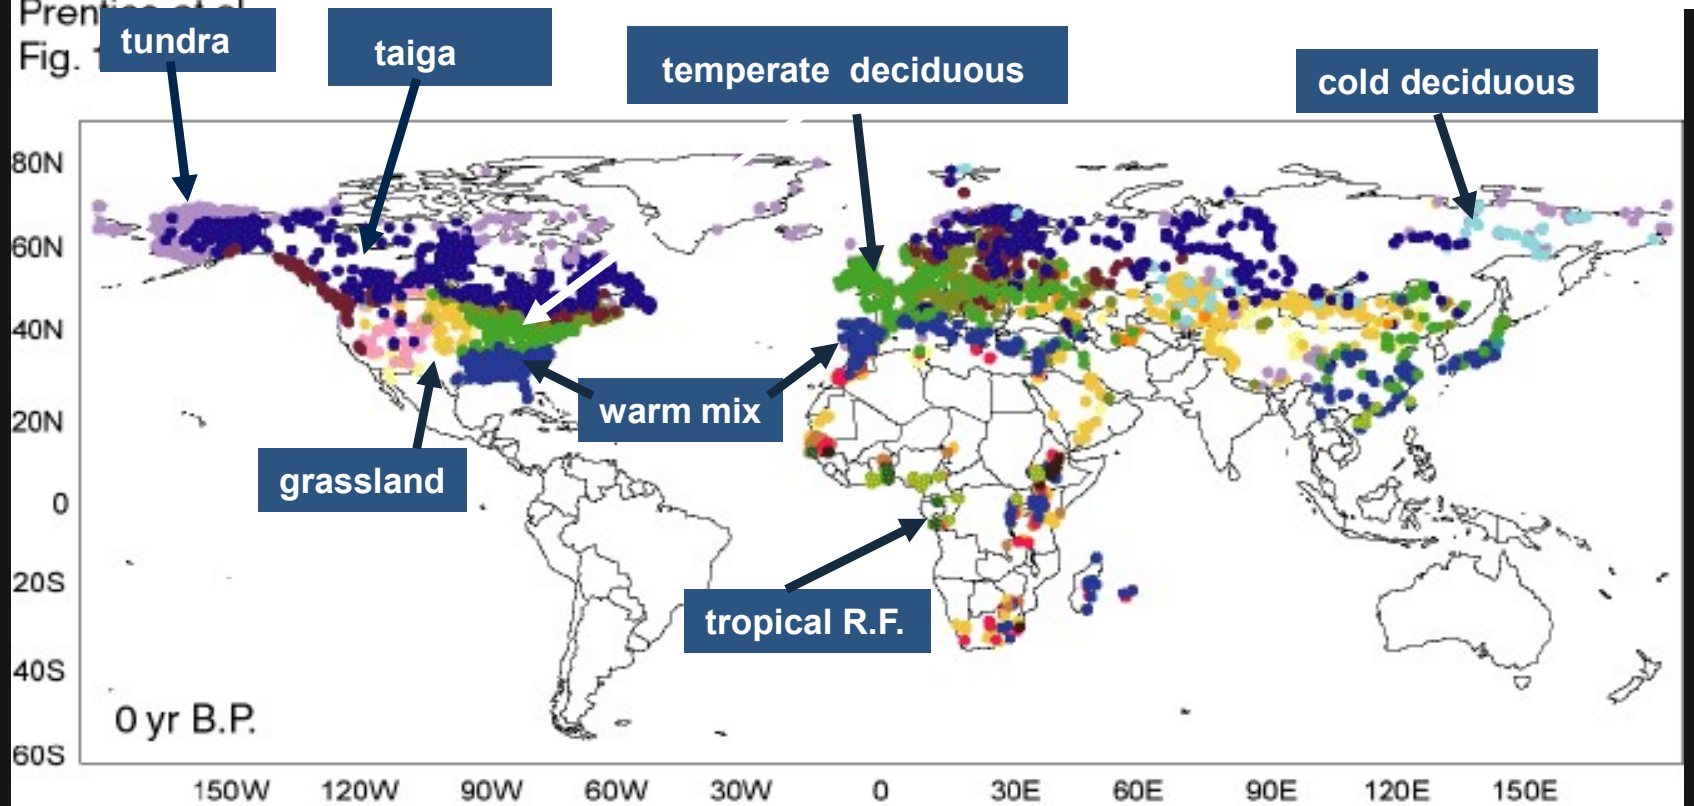 Fig.
tundra
taiga
temperate deciduous
cold deciduous
80N
60N
40N
20N
0
20S
40S
60S
warm mix
grassland
tropical R.F.
0 yr B.P.
150W 120W 90W 60W 30W 0 30E 60E 90E 120E 150E